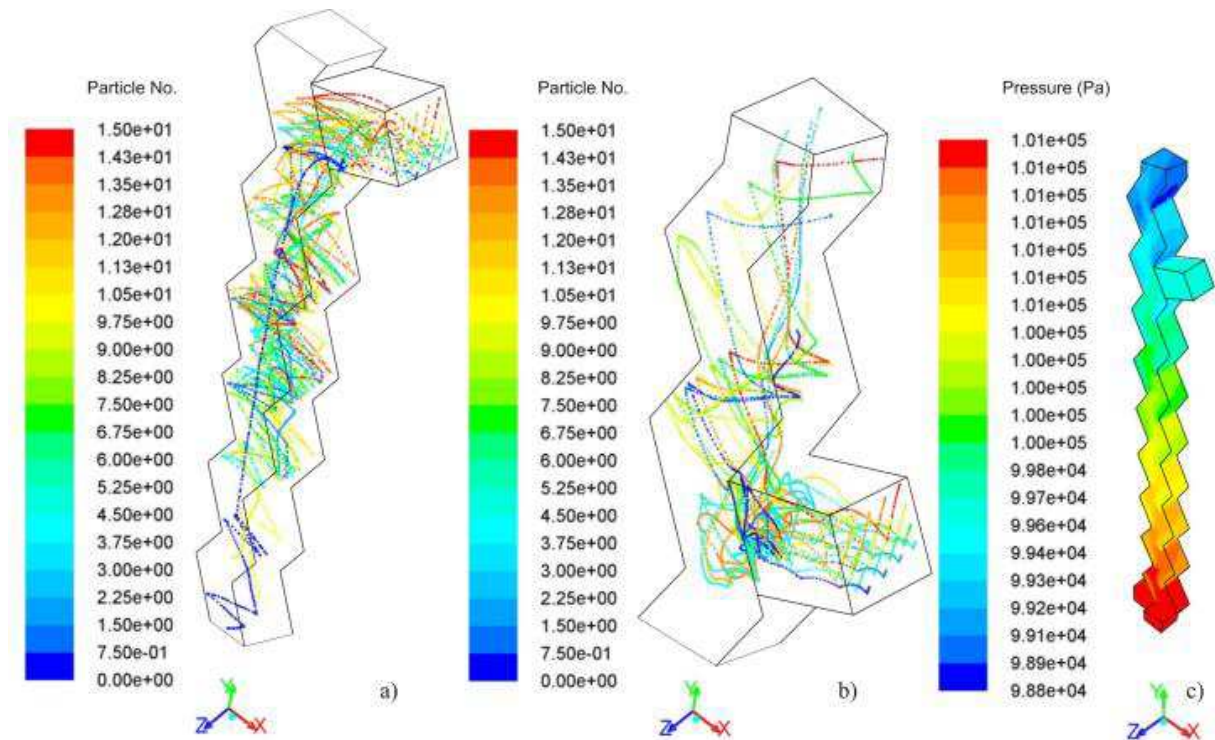 Particle No.
1.50e+01
1.43e+01
1.35e+01
1.28e+01
1.20e+01
1.13e+01
1.05e+01
9.75e+00
9.00e+00
8.25e+00
7.50e+00
6.75e+00
6.00e+00
5.25e+00
4.50e+00
3.75e+00
3.00e+00
2.25e+00
1.50e+00
7.50e-01
0.00e+00
Y
Z
X
a)
Particle No.
1.50e+01
1.43e+01
1.35e+01
1.28e+01
1.20e+01
1.13e+01
1.05e+01
9.75e+00
9.00e+00
8.25e+00
7.50e+00
6.75e+00
6.00e+00
5.25e+00
4.50e+00
3.75e+00
3.00e+00
2.25e+00
1.50e+00
7.50e-01
0.00e+00
Y
Z
X
b)
Pressure (Pa)
1.01e+05
1.01e+05
1.01e+05
1.01e+05
1.01e+05
1.01e+05
1.01e+05
1.00e+05
1.00e+05
1.00e+05
1.00e+05
1.00e+05
9.98e+04
9.97e+04
9.96e+04
9.94e+04
9.93e+04
9.92e+04
9.91e+04
9.89e+04
9.88e+04
Y
Z
X
c)